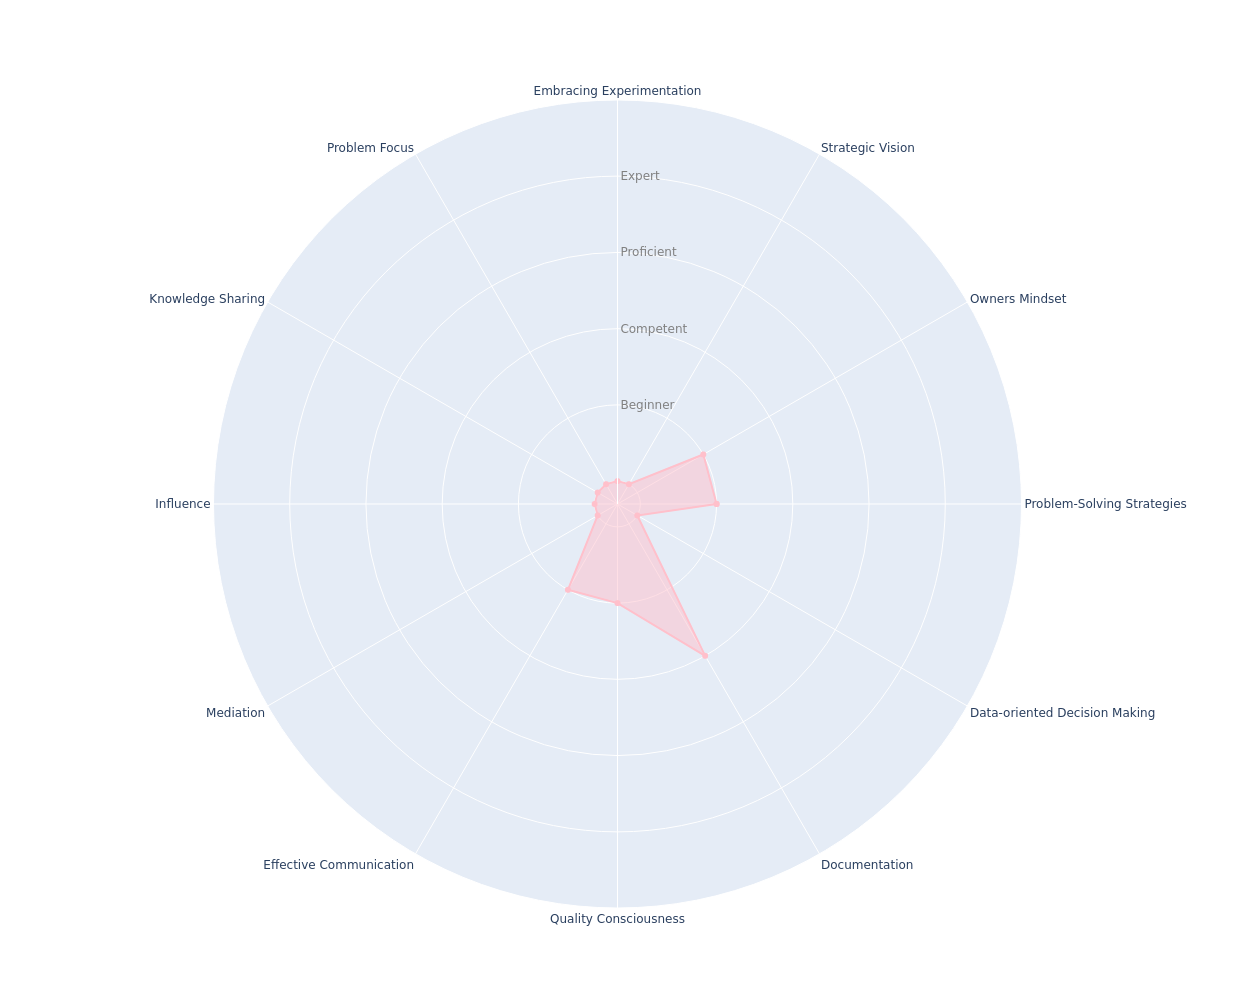 Embracing Experimentation
Problem Focus
Strategic Vision
Expert
Proficient
Knowledge Sharing
Owners Mindset
Competent
Beginner
Influence
Problem-Solving Strategies
Mediation
Data-oriented Decision Making
Effective Communication
Documentation
Quality Consciousness